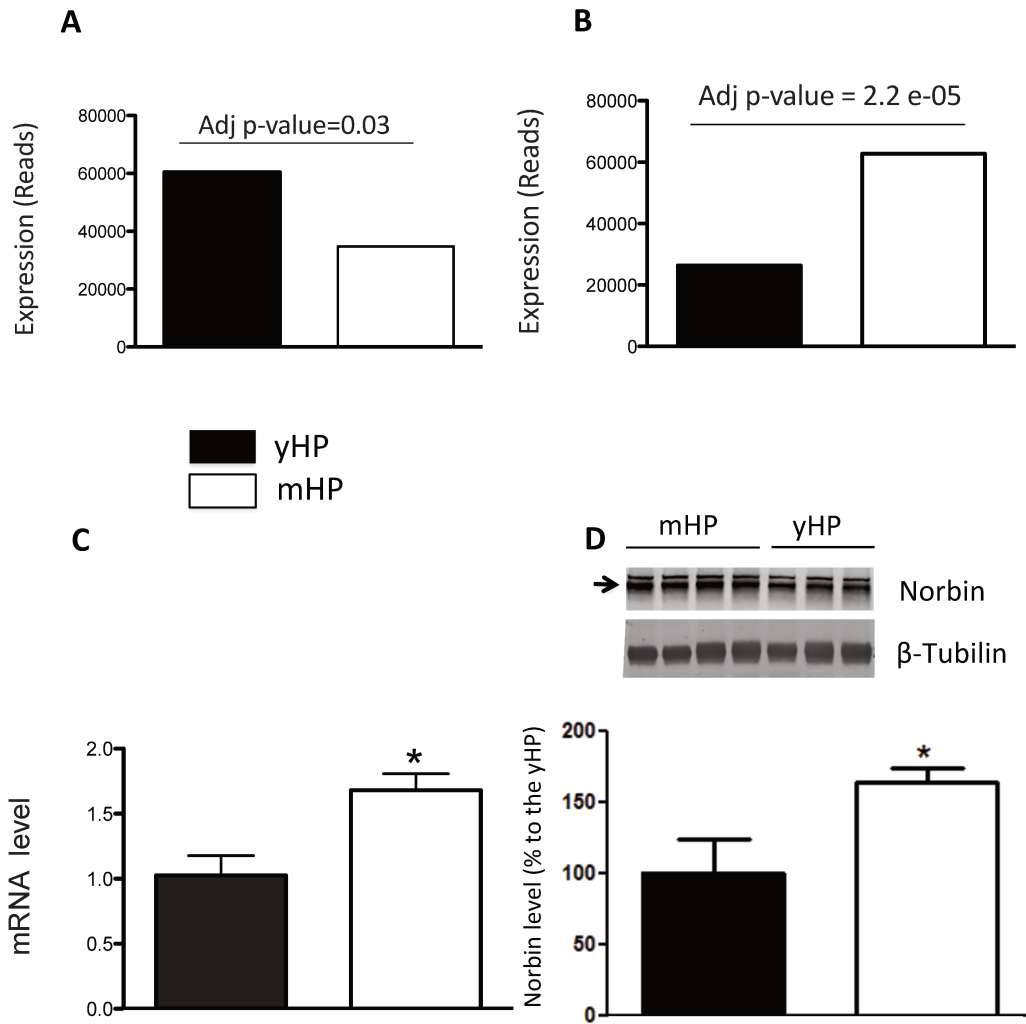 A
B
Expression (Reads)
80000
60000
40000
20000
0
Adj p-value=0.03
Expression (Reads)
80000
60000
40000
20000
0
Adj p-value = 2.2 e-05
yHP
mHP
C
D
mHP
yHP
Norbin
β-Tubilin
mRNA level
2.0
1.5
1.0
0.5
0.0
*
Norbin level (% to the yHP)
200
150
100
50
0
*